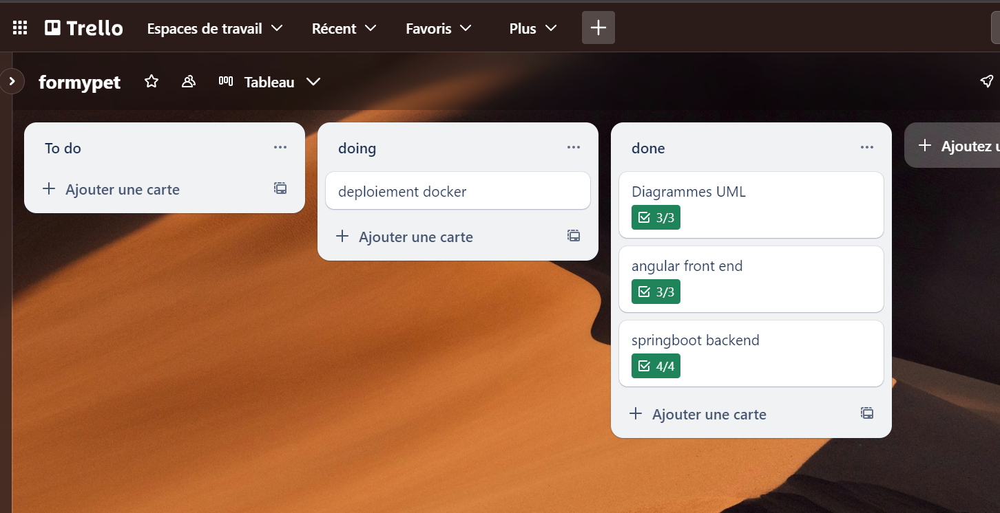 Trello
Espaces de travail
Récent
Favoris
Plus
formypet
Tableau
To do
Ajouter une carte
doing
deploiement docker
Ajouter une carte
done
Diagrammes UML
3/3
angular front end
3/3
springboot backend
4/4
Ajouter une carte
Ajoutez